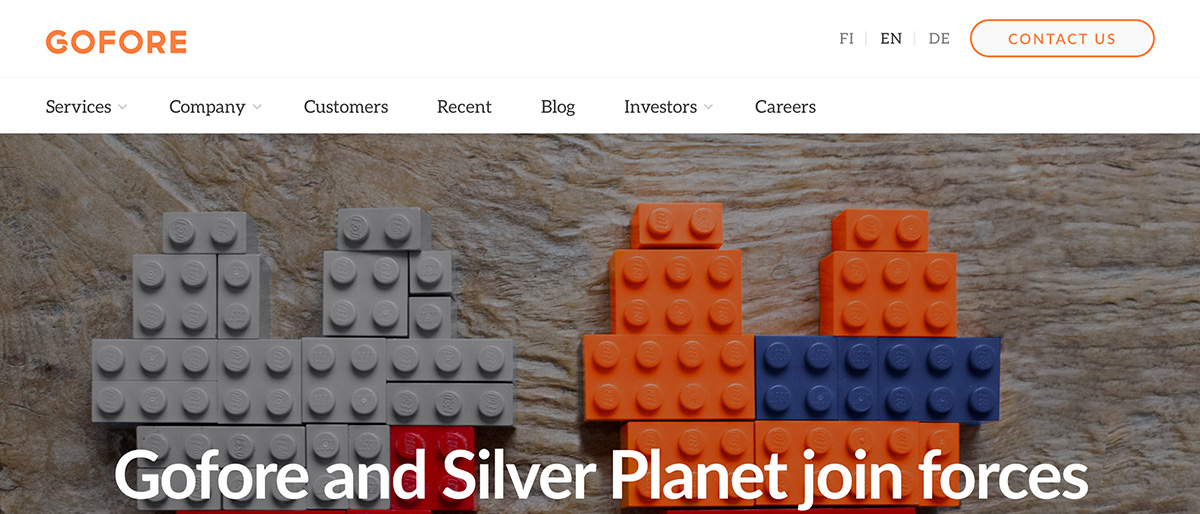 GOFORE
FI EN DE CONTACT US
Services Company Customers Recent Blog Investors Careers
Gofore and Silver Planet join forces